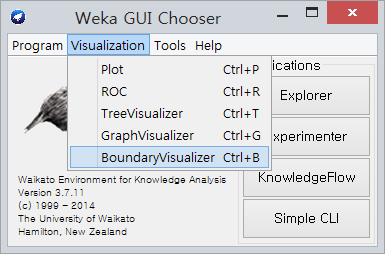 Weka GUI Chooser
Program Visualization Tools Help
Plot Ctrl+P
ROC Ctrl+R
TreeVisualizer Ctrl+T
GraphVisualizer Ctrl+G
BoundaryVisualizer Ctrl+B
ications
Explorer
xperimenter
KnowledgeFlow
Simple CLI
Waikato Environment for Knowledge Analysis
Version 3.7.11
(c) 1999 - 2014
The University of Waikato
Hamilton, New Zealand